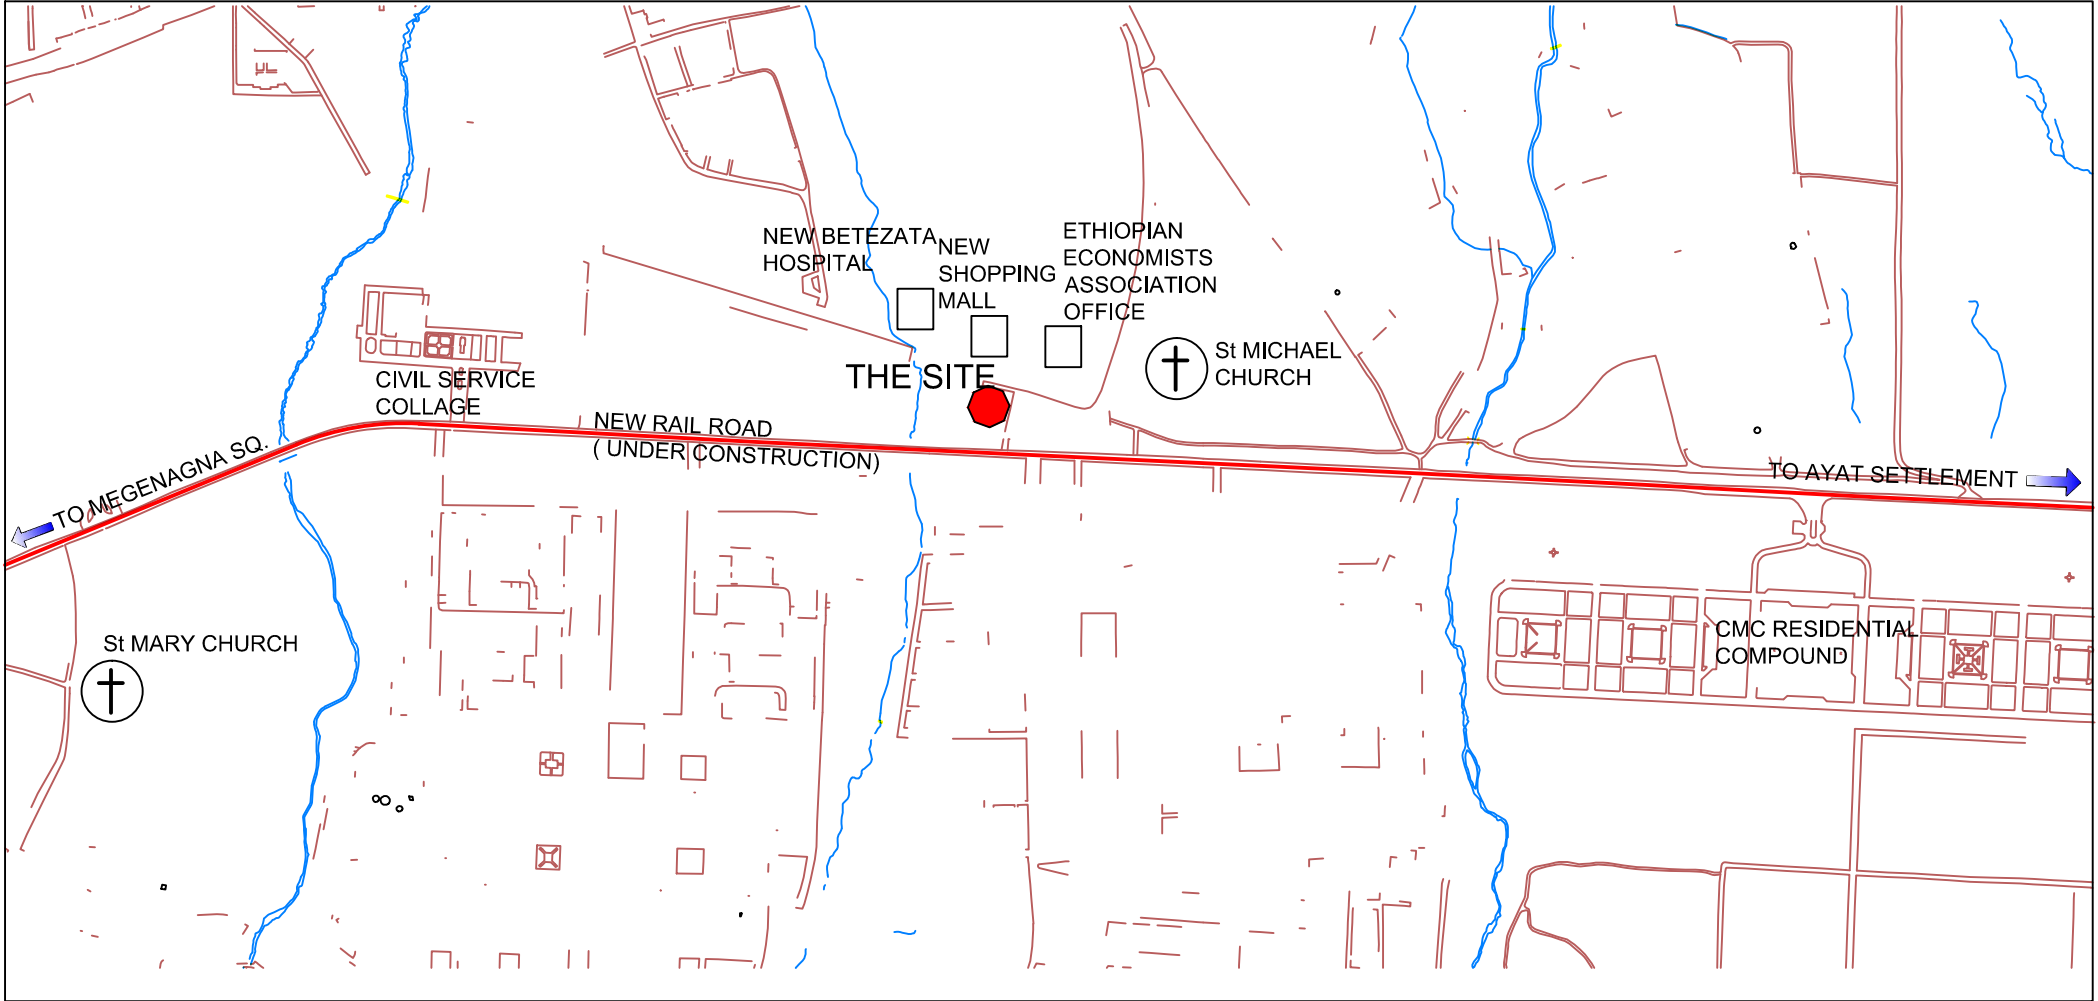 NEW BETEZATA
HOSPITAL
NEW
SHOPPING
MALL
ETHIOPIAN
ECONOMISTS
ASSOCIATION
OFFICE
THE SITE
St MICHAEL
CHURCH
CIVIL SERVICE
COLLAGE
NEW RAIL ROAD
( UNDER CONSTRUCTION)
TO MEGENAGNA SQ.
TO AYAT SETTLEMENT
St MARY CHURCH
CMC RESIDENTIAL
COMPOUND